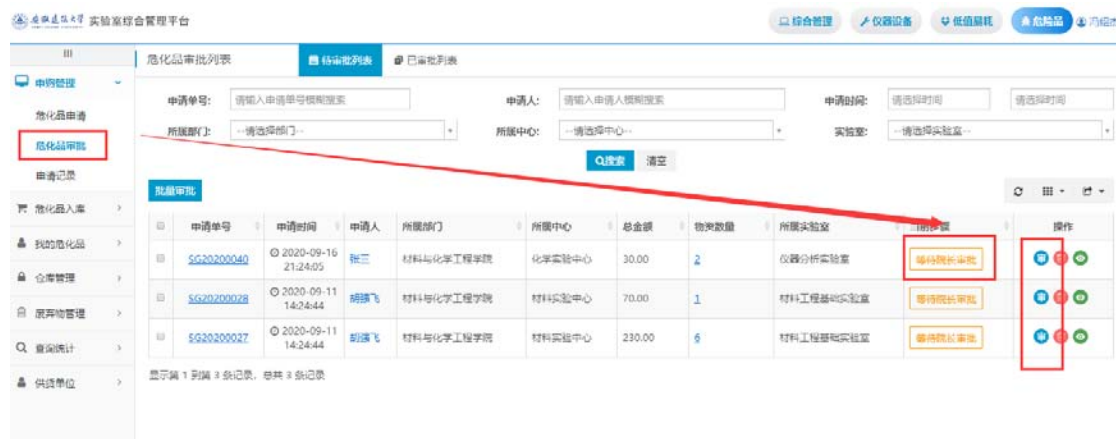 实验室综合管理平台
综合管理 仪器设备 低值易耗 危险品
申购管理
危化品申请
危化品审批
申请记录
危化品入库
我的危化品
仓库管理
废弃物管理
查询统计
供货单位
危化品审批列表 待审批列表 已审批列表
申请单号: 请输入申请单号模糊搜索 申请人: 请输入申请人模糊搜索 申请时间: 请选择时间 请选择时间
所属部门: --请选择部门-- 所属中心: --请选择中心-- 实验室: --请选择实验室--
搜索 清空
批量审批
申请单号 申请时间 申请人 所属部门 所属中心 总金额 物资数量 所属实验室 操作
SG20200040 2020-09-16 21:24:05 张三 材料与化学工程学院 化学实验中心 30.00 2 仪器分析实验室 等待院长审批
SG20200028 2020-09-11 14:24:44 材料与化学工程学院 材料实验中心 70.00 1 材料工程基础实验室 等待院长审批
SG20200027 2020-09-11 14:24:44 材料与化学工程学院 材料实验中心 230.00 6 材料工程基础实验室 等待院长审批
显示第 1 到第 3 条记录，总共 3 条记录